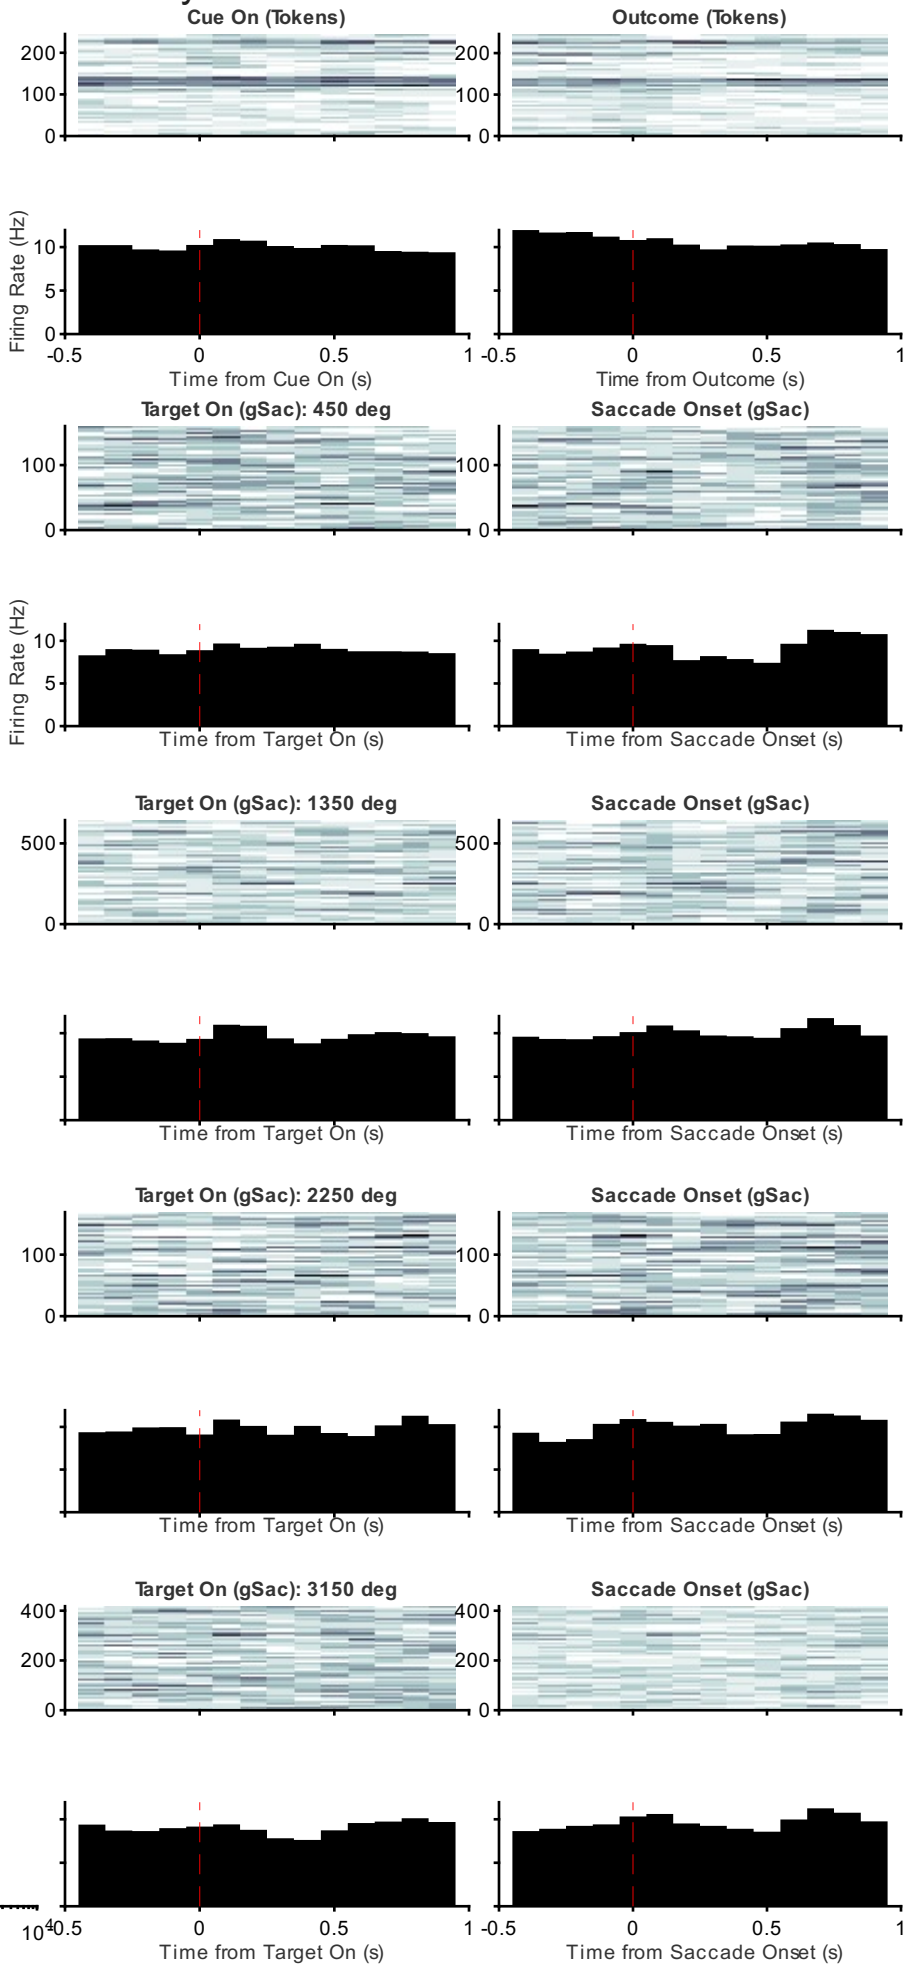 Cue On (Tokens)
Outcome (Tokens)
200
100
0
200
100
0
Firing Rate (Hz)
10
5
0
-0.5 0 0.5 1
-0.5 0 0.5 1
Time from Cue On (s)
Time from Outcome (s)
Target On (gSac): 450 deg
Saccade Onset (gSac)
100
0
100
0
Firing Rate (Hz)
10
5
0
Time from Target On (s)
Time from Saccade Onset (s)
Target On (gSac): 1350 deg
Saccade Onset (gSac)
500
0
500
0
Time from Target On (s)
Time from Saccade Onset (s)
Target On (gSac): 2250 deg
Saccade Onset (gSac)
100
0
100
0
Time from Target On (s)
Time from Saccade Onset (s)
Target On (gSac): 3150 deg
Saccade Onset (gSac)
400
200
0
400
200
0
10⁴
-0.5 0 0.5 1
-0.5 0 0.5 1
Time from Target On (s)
Time from Saccade Onset (s)